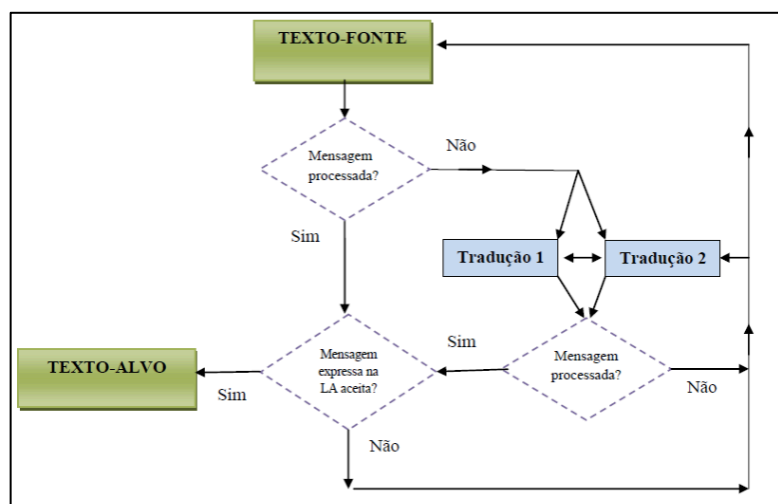 TEXTO-FONTE
Mensagem
processada?
Não
Sim
Tradução 1
Tradução 2
TEXTO-ALVO
Sim
Mensagem
expressa na
LA aceita?
Sim
Mensagem
processada?
Não
Não